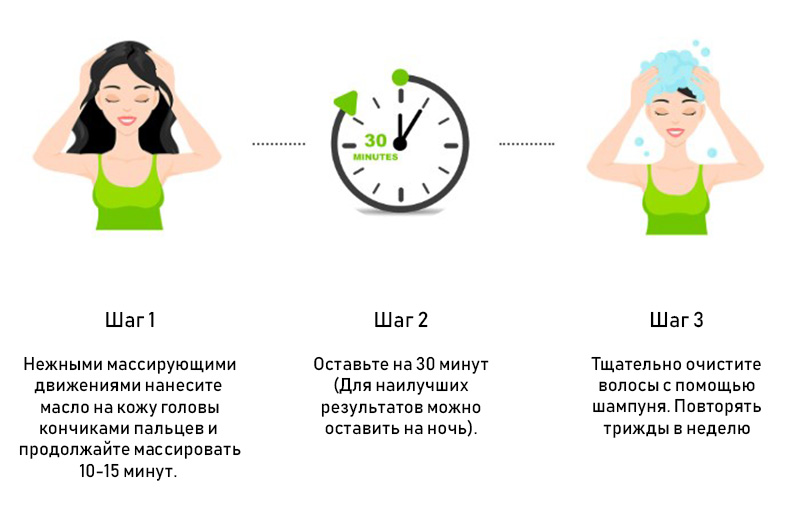 30
MINUTES
Шаг 1
Нежными массирующими
движениями нанесите
масло на кожу головы
кончиками пальцев и
продолжайте массировать
10-15 минут.
Шаг 2
Оставьте на 30 минут
(Для наилучших
результатов можно
оставить на ночь).
Шаг 3
Тщательно очистите
волосы с помощью
шампуня. Повторять
трижды в неделю